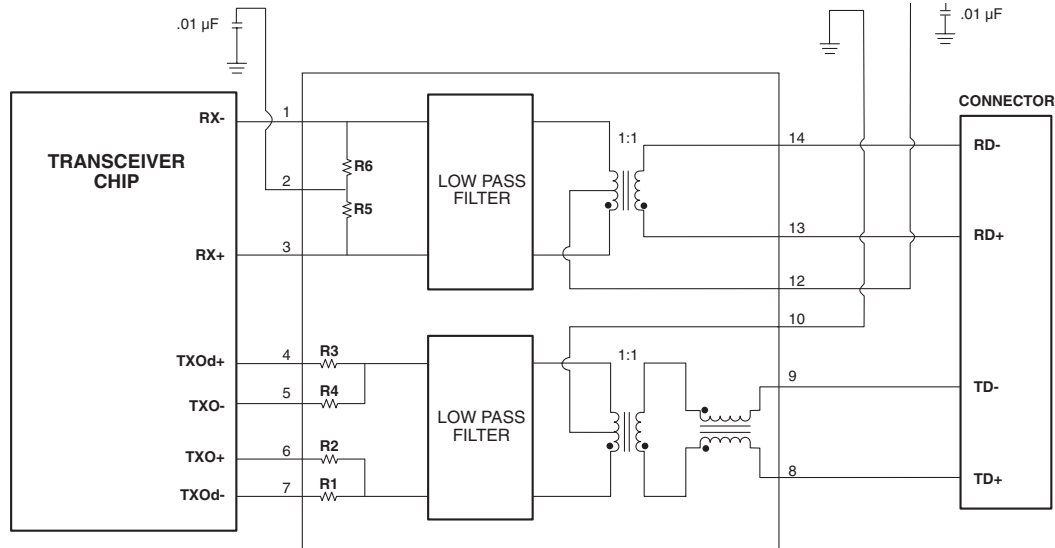 .01 µF
.01 µF
CONNECTOR
TRANSCEIVER
CHIP
RX-
1
R6
2
R5
3
RX+
LOW PASS
FILTER
1:1
14
RD-
13
RD+
12
10
TXOd+
4
R3
TXO-
5
R4
TXO+
6
R2
TXOd-
7
R1
LOW PASS
FILTER
1:1
9
TD-
8
TD+